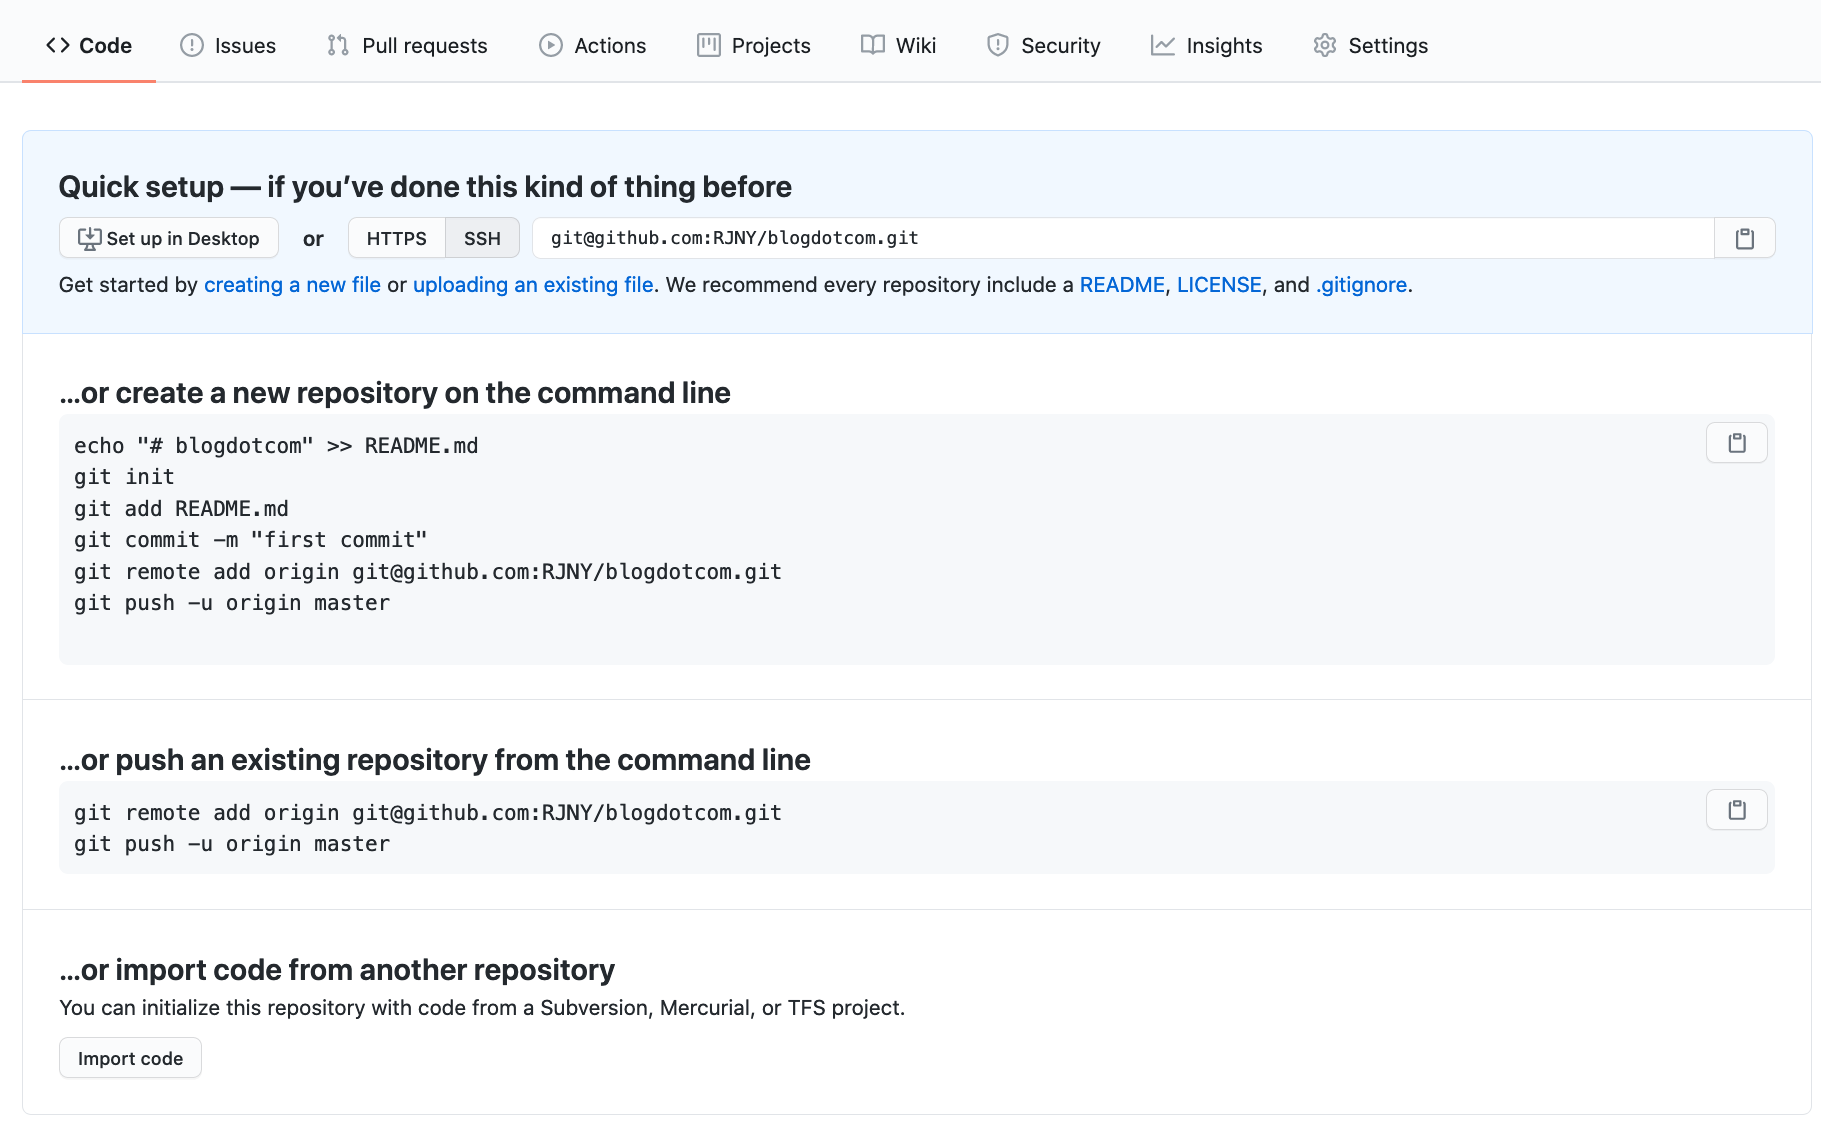 Code Issues Pull requests Actions Projects Wiki Security Insights Settings
Quick setup — if you’ve done this kind of thing before
Set up in Desktop or HTTPS SSH git@github.com:RJNY/blogdotcom.git
Get started by creating a new file or uploading an existing file. We recommend every repository include a README, LICENSE, and .gitignore.
…or create a new repository on the command line
echo "# blogdotcom" >> README.md
git init
git add README.md
git commit -m "first commit"
git remote add origin git@github.com:RJNY/blogdotcom.git
git push -u origin master
…or push an existing repository from the command line
git remote add origin git@github.com:RJNY/blogdotcom.git
git push -u origin master
…or import code from another repository
You can initialize this repository with code from a Subversion, Mercurial, or TFS project.
Import code